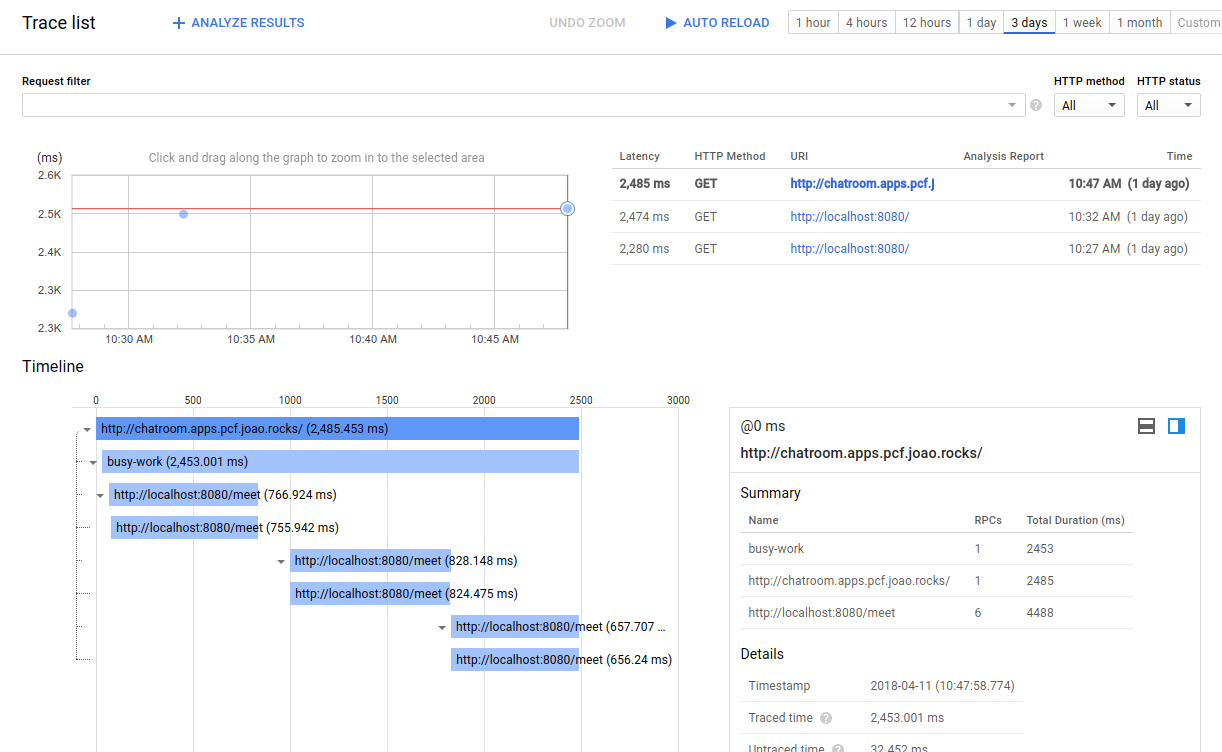 Trace list
+ ANALYZE RESULTS
UNDO ZOOM
AUTO RELOAD
1 hour 4 hours 12 hours 1 day 3 days 1 week 1 month Custom
Request filter
HTTP method HTTP status
All All
(ms) Click and drag along the graph to zoom in to the selected area
2.6K
2.5K
2.4K
2.3K
2.3K
10:30 AM 10:35 AM 10:40 AM 10:45 AM
Latency HTTP Method URI Analysis Report Time
2,485 ms GET http://chatroom.apps.pcf.j 10:47 AM (1 day ago)
2,474 ms GET http://localhost:8080/ 10:32 AM (1 day ago)
2,280 ms GET http://localhost:8080/ 10:27 AM (1 day ago)
Timeline
0 500 1000 1500 2000 2500 3000
http://chatroom.apps.pcf.joao.rocks/ (2,485.453 ms)
busy-work (2,453.001 ms)
http://localhost:8080/meet (766.924 ms)
http://localhost:8080/meet (755.942 ms)
http://localhost:8080/meet (828.148 ms)
http://localhost:8080/meet (824.475 ms)
http://localhost:8080/meet (657.707 ...
http://localhost:8080/meet (656.24 ms)
@0 ms
http://chatroom.apps.pcf.joao.rocks/
Summary
Name RPCs Total Duration (ms)
busy-work 1 2453
http://chatroom.apps.pcf.joao.rocks/ 1 2485
http://localhost:8080/meet 6 4488
Details
Timestamp 2018-04-11 (10:47:58.774)
Traced time ? 2,453.001 ms
Untraced time ? 32.452 ms